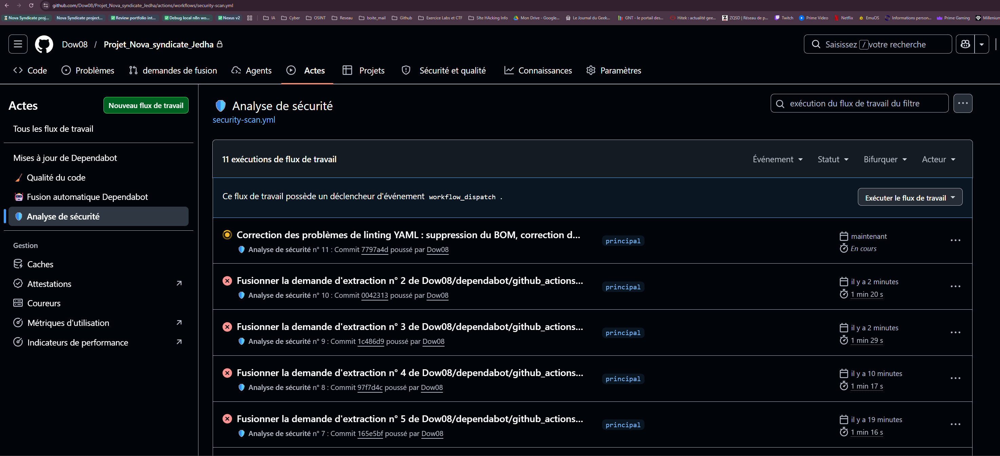 github.com/Dow08/Projet_Nova_syndicate_Jedha/actions/workflows/security-scan.yml
Nova Syndicate proj... Nova Syndicate project... Review portfolio int... Debug local n8n wo... Nexus v2 IA Cyber OSINT Reseau boite_mail Github Exercice Labs et CTF SIte HAcking Info Mon Drive - Google... Le Journal du Geek... GNT - le portail des... Hitek : actualité gee... ZQSD | Réseau de p... Twitch Prime Video Netflix EmuOS Informations person... Prime Gaming Millenium
Dow08 / Projet_Nova_syndicate_Jedha
Saisissez / votre recherche
Code Problèmes demandes de fusion Agents Actes Projets Sécurité et qualité Connaissances Paramètres
Actes
Nouveau flux de travail
Tous les flux de travail
Mises à jour de Dependabot
Qualité du code
Fusion automatique Dependabot
Analyse de sécurité
Gestion
Caches
Attestations
Coureurs
Métriques d'utilisation
Indicateurs de performance
Analyse de sécurité
security-scan.yml
exécution du flux de travail du filtre
11 exécutions de flux de travail
Événement Statut Bifurquer Acteur
Ce flux de travail possède un déclencheur d'événement workflow_dispatch .
Exécuter le flux de travail
Correction des problèmes de linting YAML : suppression du BOM, correction d...
Analyse de sécurité n° 11 : Commit 7797a4d poussé par Dow08
principal
maintenant
En cours
Fusionner la demande d'extraction n° 2 de Dow08/dependabot/github_actions...
Analyse de sécurité n° 10 : Commit 0042313 poussé par Dow08
principal
il y a 2 minutes
1 min 20 s
Fusionner la demande d'extraction n° 3 de Dow08/dependabot/github_actions...
Analyse de sécurité n° 9 : Commit 1c486d9 poussé par Dow08
principal
il y a 2 minutes
1 min 29 s
Fusionner la demande d'extraction n° 4 de Dow08/dependabot/github_actions...
Analyse de sécurité n° 8 : Commit 97f7d4c poussé par Dow08
principal
il y a 10 minutes
1 min 17 s
Fusionner la demande d'extraction n° 5 de Dow08/dependabot/github_actions...
Analyse de sécurité n° 7 : Commit 165e5bf poussé par Dow08
principal
il y a 19 minutes
1 min 16 s